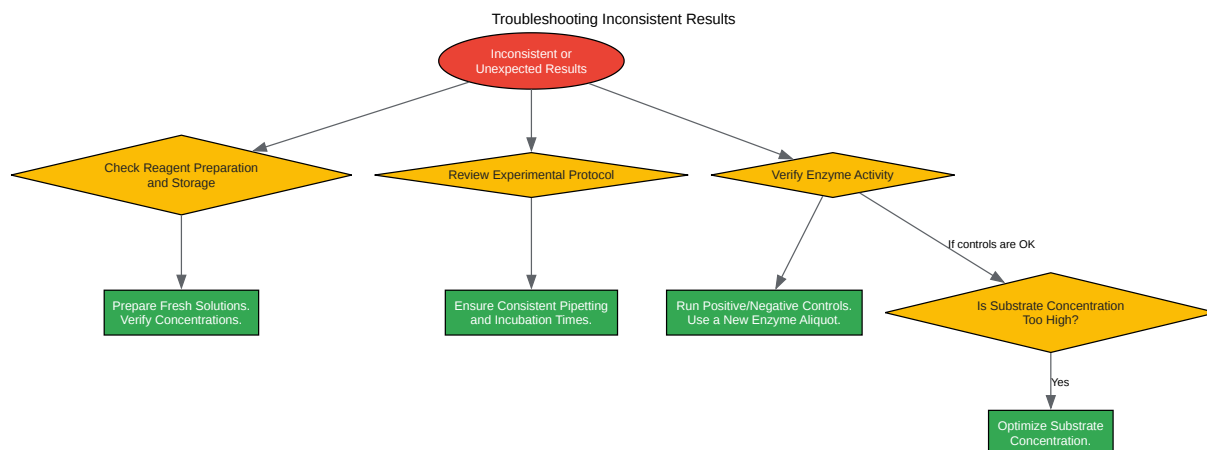 Troubleshooting Inconsistent Results
Inconsistent or
Unexpected Results
Check Reagent Preparation
and Storage
Review Experimental Protocol
Verify Enzyme Activity
If controls are OK
Prepare Fresh Solutions.
Verify Concentrations.
Ensure Consistent Pipetting
and Incubation Times.
Run Positive/Negative Controls.
Use a New Enzyme Aliquot.
Is Substrate Concentration
Too High?
Yes
Optimize Substrate
Concentration.